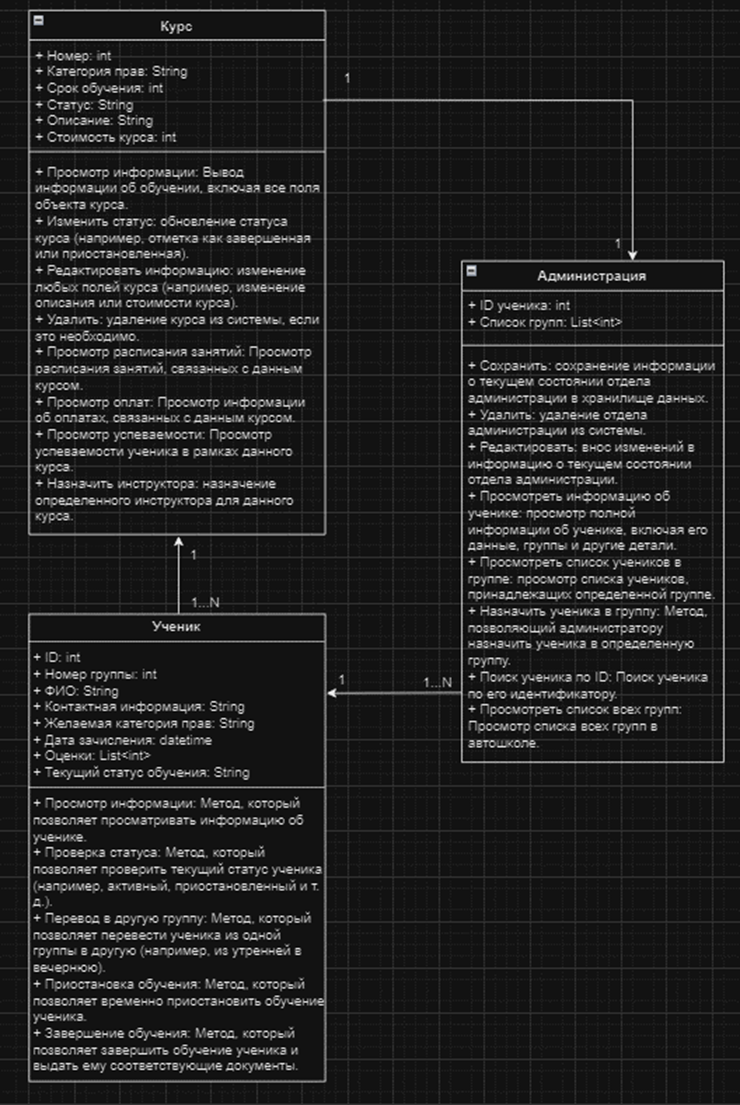 Курс
+ Номер: int
+ Категория прав: String
+ Срок обучения: int
+ Статус: String
+ Описание: String
+ Стоимость курса: int
+ Просмотр информации: Вывод
информации об обучении, включая все поля
объекта курса.
+ Изменить статус: обновление статуса
курса (например, отметка как завершенная
или приостановленная).
+ Редактировать информацию: изменение
любых полей курса (например, изменение
описания или стоимости курса).
+ Удалить: удаление курса из системы, если
это необходимо.
+ Просмотр расписания занятий: Просмотр
расписания занятий, связанных с данным
курсом.
+ Просмотр оплат: Просмотр информации
об оплатах, связанных с данным курсом.
+ Просмотр успеваемости: Просмотр
успеваемости ученика в рамках данного
курса.
+ Назначить инструктора: назначение
определенного инструктора для данного
курса.
1
1
Администрация
+ ID ученика: int
+ Список групп: List<int>
+ Сохранить: сохранение информации
о текущем состоянии отдела
администрации в хранилище данных.
+ Удалить: удаление отдела
администрации из системы.
+ Редактировать: внос изменений в
информацию о текущем состоянии
отдела администрации.
+ Просмотреть информацию об
ученике: просмотр полной
информации об ученике, включая его
данные, группы и другие детали.
+ Просмотреть список учеников в
группе: просмотр списка учеников,
принадлежащих определенной группе.
+ Назначить ученика в группу: Метод,
позволяющий администратору
назначить ученика в определенную
группу.
+ Поиск ученика по ID: Поиск ученика
по его идентификатору.
+ Просмотреть список всех групп:
Просмотр списка всех групп в
автошколе.
1
1...N
Ученик
+ ID: int
+ Номер группы: int
+ ФИО: String
+ Контактная информация: String
+ Желаемая категория прав: String
+ Дата зачисления: datetime
+ Оценки: List<int>
+ Текущий статус обучения: String
+ Просмотр информации: Метод, который
позволяет просматривать информацию об
ученике.
+ Проверка статуса: Метод, который
позволяет проверить текущий статус ученика
(например, активный, приостановленный и т.
д.).
+ Перевод в другую группу: Метод, который
позволяет перевести ученика из одной
группы в другую (например, из утренней в
вечернюю).
+ Приостановка обучения: Метод, который
позволяет временно приостановить обучение
ученика.
+ Завершение обучения: Метод, который
позволяет завершить обучение ученика и
выдать ему соответствующие документы.
1
1...N